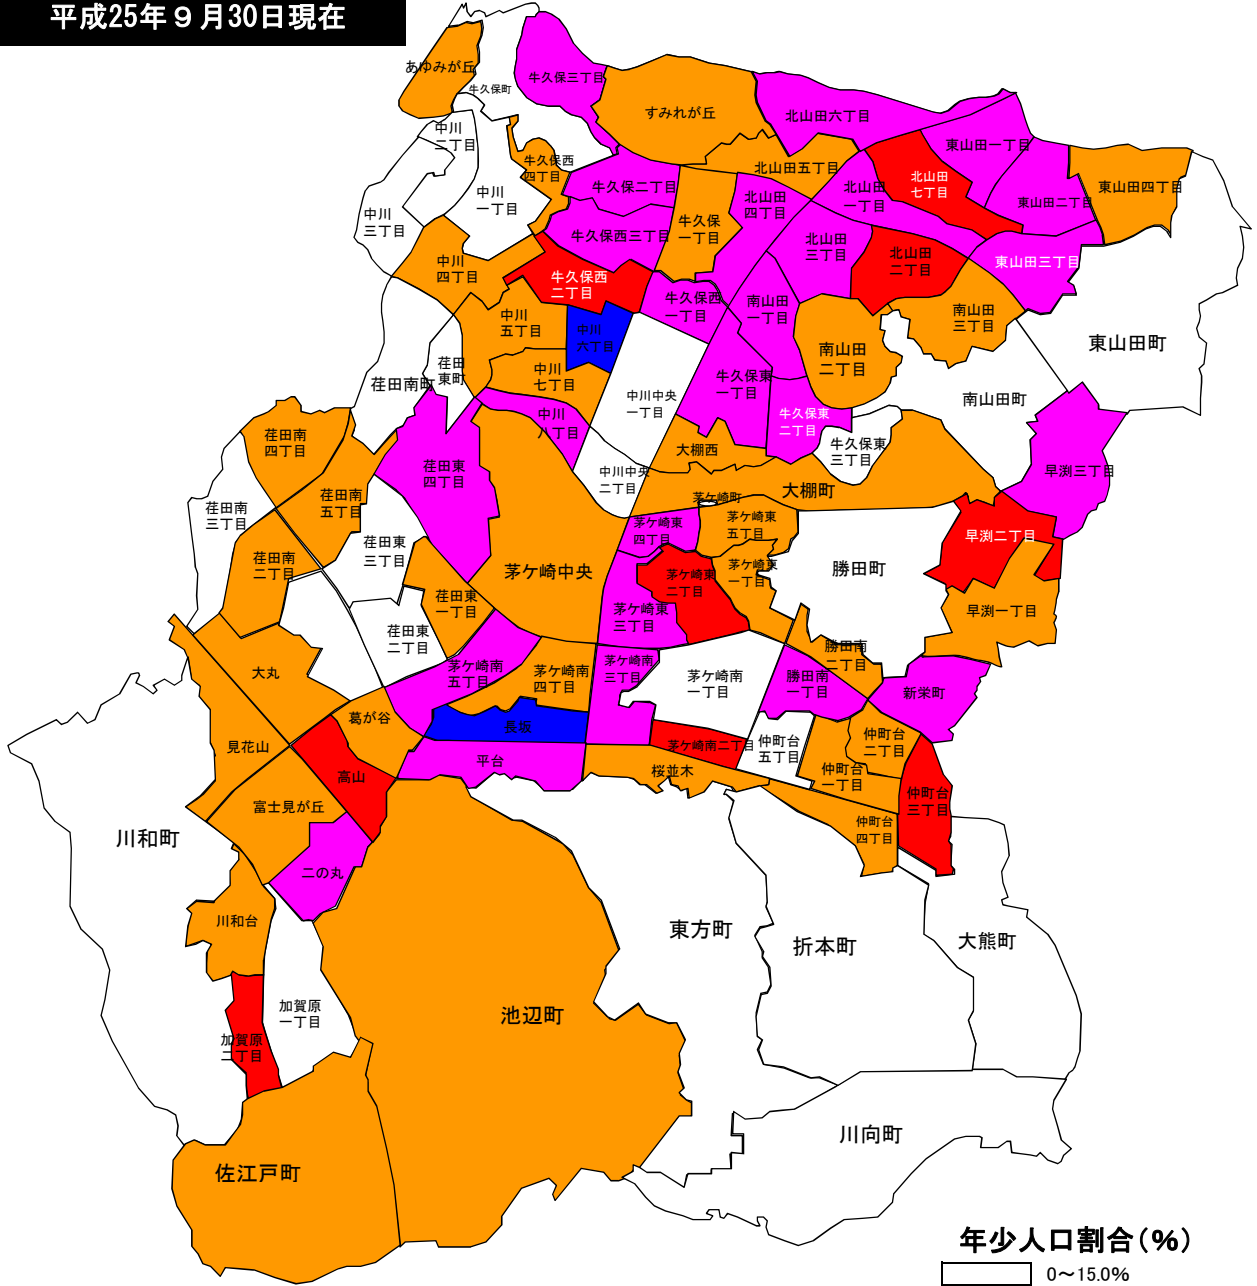 平成25年９月30日現在
あゆみが丘
牛久保町
牛久保三丁目
すみれが丘
北山田六丁目
中川
二丁目
牛久保西
四丁目
北山田五丁目
北山田
七丁目
東山田一丁目
東山田四丁目
中川
一丁目
牛久保二丁目
北山田
四丁目
北山田
一丁目
東山田二丁目
中川
三丁目
牛久保西三丁目
牛久保
一丁目
北山田
三丁目
北山田
二丁目
東山田三丁目
中川
四丁目
牛久保西
二丁目
牛久保西
一丁目
南山田
一丁目
南山田
三丁目
中川
五丁目
中川
六丁目
南山田
二丁目
東山田町
荏田
東町
荏田南町
中川
七丁目
中川中央
一丁目
牛久保東
一丁目
南山田町
中川
八丁目
牛久保東
二丁目
牛久保東
三丁目
荏田南
四丁目
荏田東
四丁目
中川中央
二丁目
大棚西
大棚町
早渕三丁目
荏田南
三丁目
荏田南
五丁目
茅ケ崎町
茅ケ崎東
四丁目
茅ケ崎東
五丁目
早渕二丁目
荏田南
二丁目
荏田東
三丁目
茅ケ崎中央
茅ケ崎東
二丁目
茅ケ崎東
一丁目
勝田町
荏田東
一丁目
茅ケ崎東
三丁目
早渕一丁目
荏田東
二丁目
大丸
茅ケ崎南
五丁目
茅ケ崎南
四丁目
茅ケ崎南
三丁目
茅ケ崎南
一丁目
勝田南
二丁目
勝田南
一丁目
新栄町
葛が谷
長坂
見花山
高山
平台
茅ケ崎南二丁目
仲町台
五丁目
仲町台
二丁目
桜並木
仲町台
一丁目
富士見が丘
仲町台
三丁目
川和町
仲町台
四丁目
二の丸
川和台
東方町
折本町
大熊町
加賀原
一丁目
池辺町
加賀原
二丁目
川向町
佐江戸町
年少人口割合(%)
0～15.0%